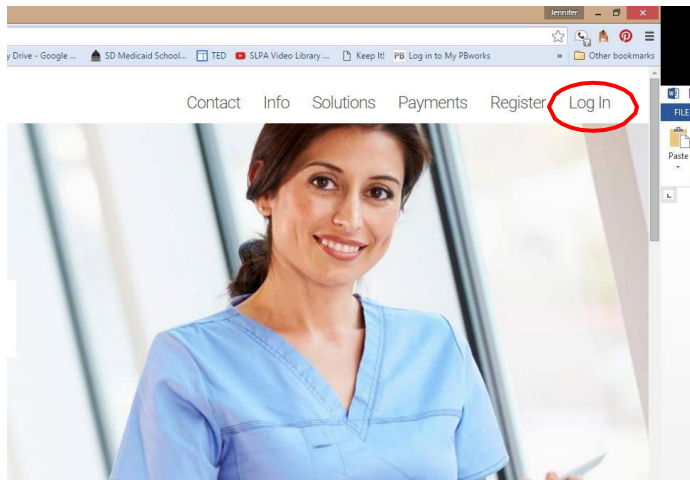 Jennifer
y Drive - Google ... SD Medicaid School... TED SLPA Video Library ... Keep It! PB Log in to My PBworks » Other bookmarks
Contact Info Solutions Payments Register Log In
FILE
Paste